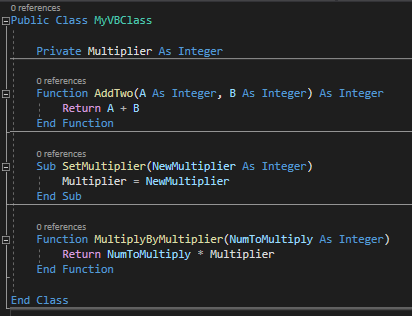 0 references
Public Class MyVBClass
Private Multiplier As Integer
0 references
Function AddTwo(A As Integer, B As Integer) As Integer
Return A + B
End Function
0 references
Sub SetMultiplier(NewMultiplier As Integer)
Multiplier = NewMultiplier
End Sub
0 references
Function MultiplyByMultiplier(NumToMultiply As Integer)
Return NumToMultiply * Multiplier
End Function
End Class